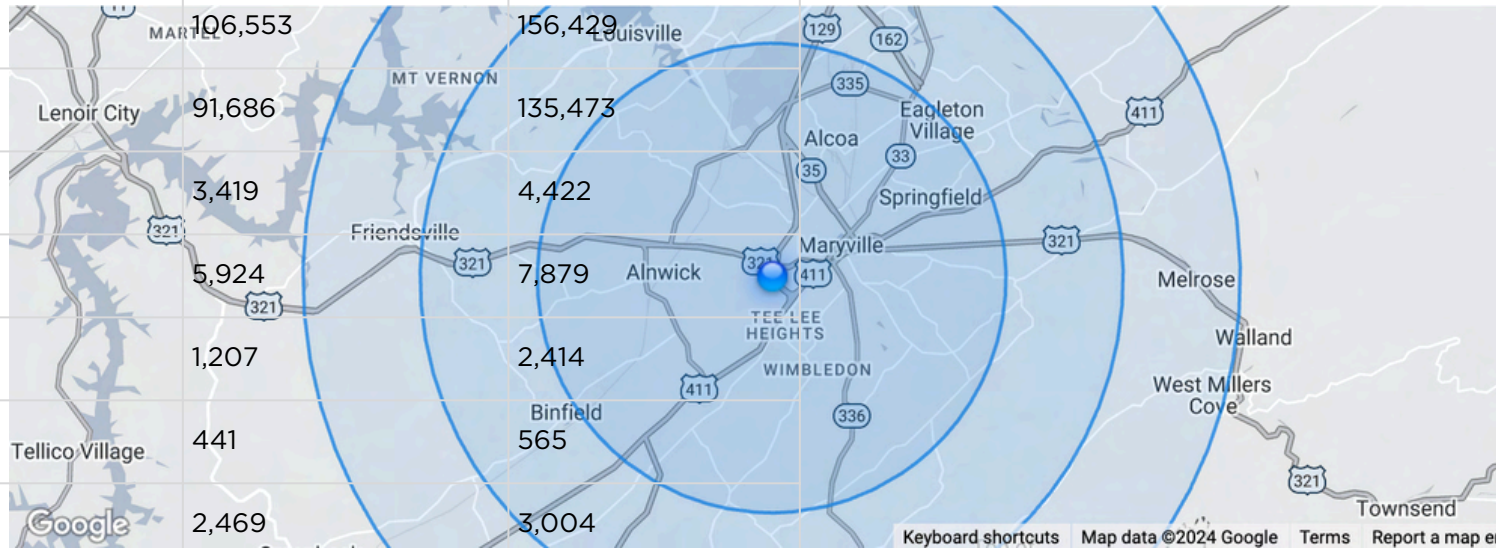 11
129
106,553 156,429
MARTEL
Louisville
162
MT VERNON
335
Lenoir City
91,686 135,473
Eagleton
Village
411
Alcoa
33
35
3,419 4,422
Springfield
321
Friendsville
321
321
Maryville
321
5,924 7,879
Alnwick
411
Melrose
321
TEE LEE
HEIGHTS
Walland
1,207 2,414
WIMBLEDON
411
West Millers
Cove
Binfield
336
441 565
Tellico Village
321
Townsend
2,469 3,004
Google
Keyboard shortcuts Map data ©2024 Google Terms Report a map